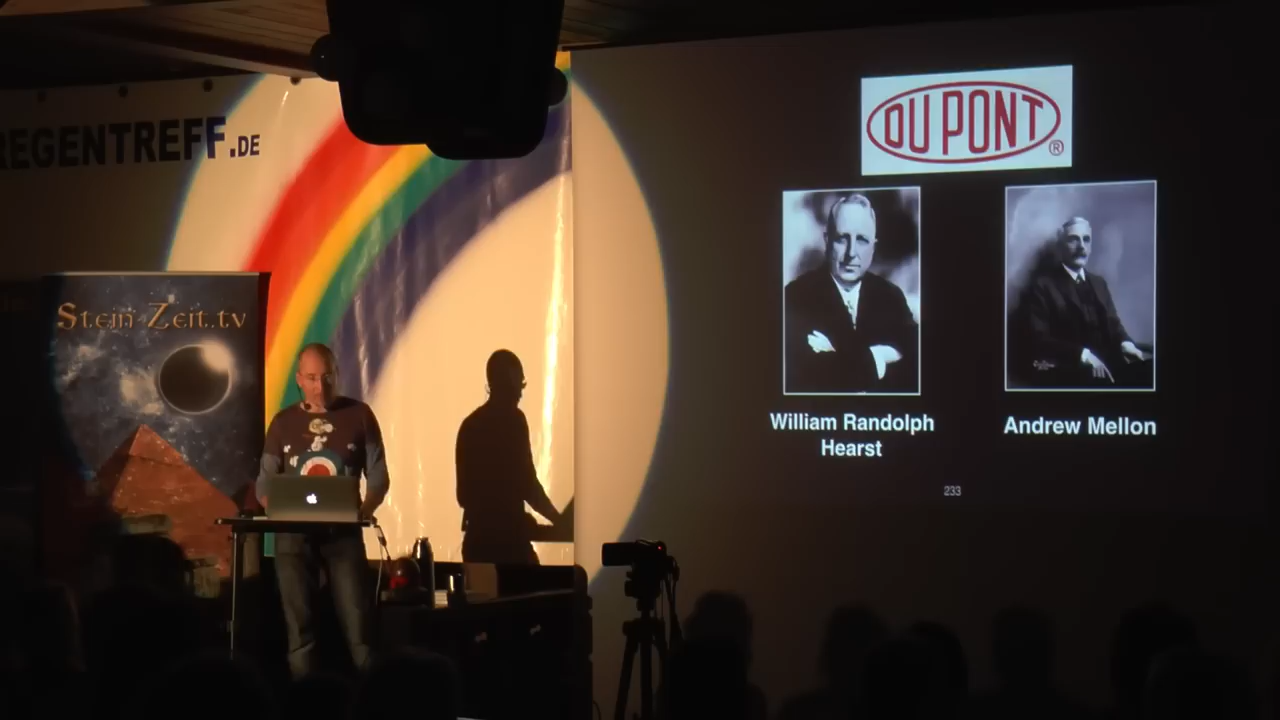 REGENTREFF.DE
Stein-Zeit.tv
DU PONT
®
William Randolph
Hearst
Andrew Mellon
233